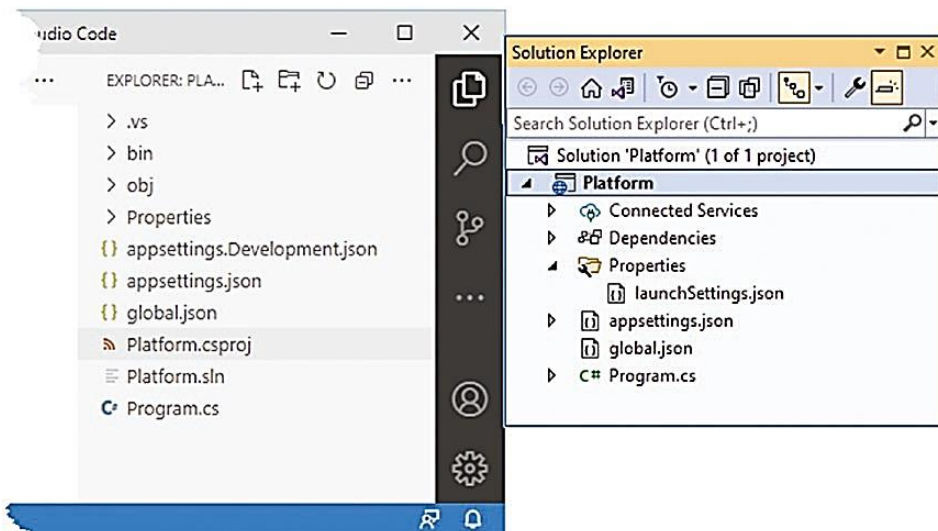 udio Code
EXPLORER: PLA...
.vs
bin
obj
Properties
{} appsettings.Development.json
{} appsettings.json
{} global.json
Platform.csproj
Platform.sln
C# Program.cs
Solution Explorer
Search Solution Explorer (Ctrl+;)
Solution 'Platform' (1 of 1 project)
Platform
Connected Services
Dependencies
Properties
launchSettings.json
appsettings.json
global.json
C# Program.cs